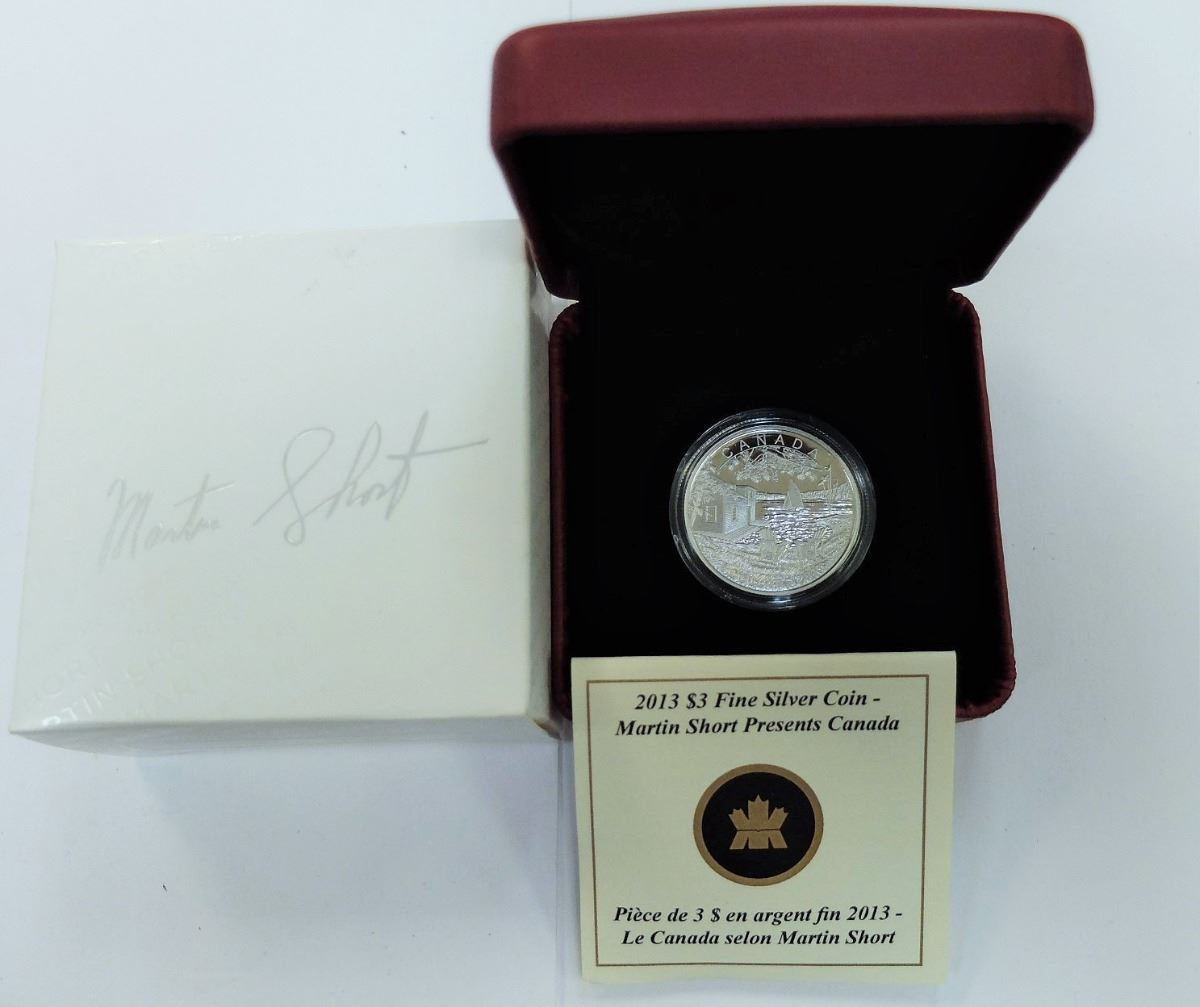 Martin Short
CANADA
2013 $3 Fine Silver Coin -
Martin Short Presents Canada
Pièce de 3 $ en argent fin 2013 -
Le Canada selon Martin Short